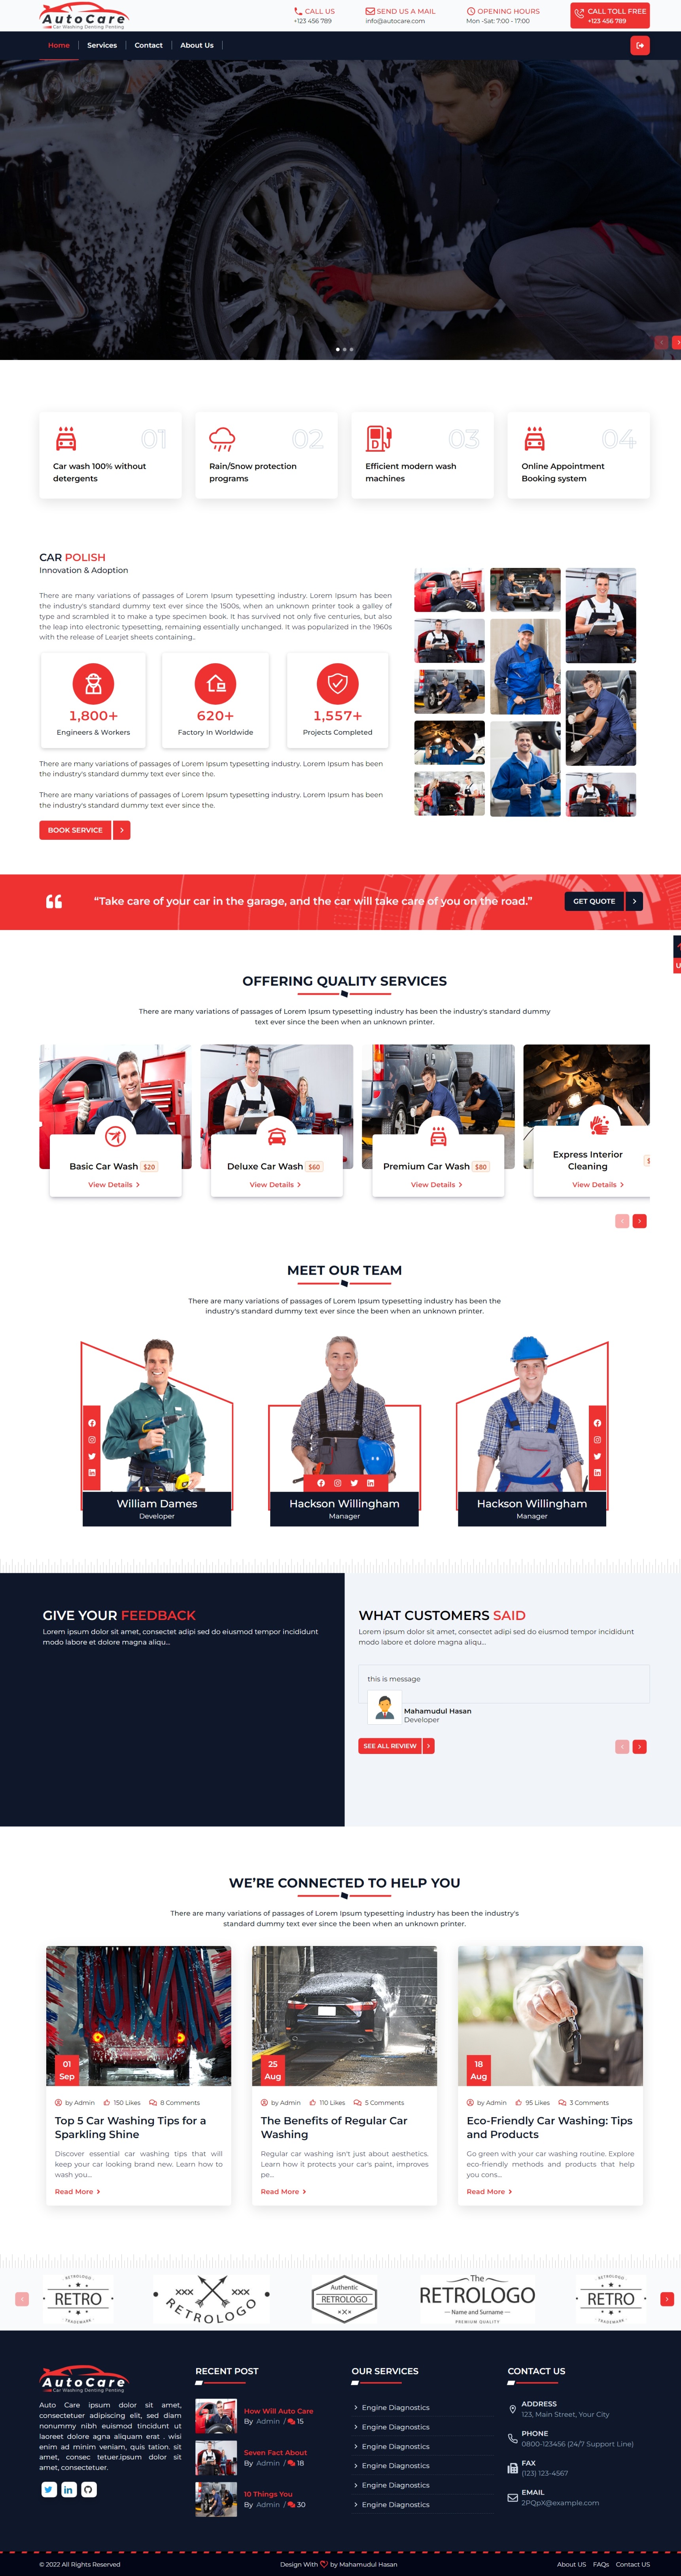 AutoCare
Car Washing Denting Penting
CALL US
+123 456 789
SEND US A MAIL
info@autocare.com
OPENING HOURS
Mon -Sat: 7:00 - 17:00
CALL TOLL FREE
+123 456 789
Home
Services
Contact
About Us
01
Car wash 100% without
detergents
02
Rain/Snow protection
programs
03
Efficient modern wash
machines
04
Online Appointment
Booking system
CAR POLISH
Innovation & Adoption
There are many variations of passages of Lorem Ipsum typesetting industry. Lorem Ipsum has been
the industry's standard dummy text ever since the 1500s, when an unknown printer took a galley of
type and scrambled it to make a type specimen book. It has survived not only five centuries, but also
the leap into electronic typesetting, remaining essentially unchanged. It was popularized in the 1960s
with the release of Learjet sheets containing..
1,800+
Engineers & Workers
620+
Factory In Worldwide
1,557+
Projects Completed
There are many variations of passages of Lorem Ipsum typesetting industry. Lorem Ipsum has been
the industry's standard dummy text ever since the.
There are many variations of passages of Lorem Ipsum typesetting industry. Lorem Ipsum has been
the industry's standard dummy text ever since the.
BOOK SERVICE
“Take care of your car in the garage, and the car will take care of you on the road.”
GET QUOTE
OFFERING QUALITY SERVICES
There are many variations of passages of Lorem Ipsum typesetting industry has been the industry's standard dummy
text ever since the been when an unknown printer.
Basic Car Wash $20
View Details
Deluxe Car Wash $60
View Details
Premium Car Wash $80
View Details
Express Interior
Cleaning
View Details
MEET OUR TEAM
There are many variations of passages of Lorem Ipsum typesetting industry has been the
industry's standard dummy text ever since the been when an unknown printer.
William Dames
Developer
Hackson Willingham
Manager
Hackson Willingham
Manager
GIVE YOUR FEEDBACK
Lorem ipsum dolor sit amet, consectet adipi sed do eiusmod tempor incididunt
modo labore et dolore magna aliqu...
WHAT CUSTOMERS SAID
Lorem ipsum dolor sit amet, consectet adipi sed do eiusmod tempor incididunt
modo labore et dolore magna aliqu...
this is message
Mahamudul Hasan
Developer
SEE ALL REVIEW
WE’RE CONNECTED TO HELP YOU
There are many variations of passages of Lorem Ipsum typesetting industry has been the industry's
standard dummy text ever since the been when an unknown printer.
01
Sep
by Admin 150 Likes 8 Comments
Top 5 Car Washing Tips for a
Sparkling Shine
Discover essential car washing tips that will
keep your car looking brand new. Learn how to
wash you...
Read More
25
Aug
by Admin 110 Likes 5 Comments
The Benefits of Regular Car
Washing
Regular car washing isn't just about aesthetics.
Learn how it protects your car's paint, improves
pe...
Read More
18
Aug
by Admin 95 Likes 3 Comments
Eco-Friendly Car Washing: Tips
and Products
Go green with your car washing routine. Explore
eco-friendly methods and products that help
you cons...
Read More
RETROLOGO
RETRO
TRADEMARK
RETROLOGO
Authentic
RETROLOGO
The
RETROLOGO
Name and Surname
PREMIUM QUALITY
RETROLOGO
RETRO
TRADEMARK
AutoCare
Car Washing Denting Penting
Auto Care ipsum dolor sit amet,
consectetuer adipiscing elit, sed diam
nonummy nibh euismod tincidunt ut
laoreet dolore agna aliquam erat . wisi
enim ad minim veniam, quis tation. sit
amet, consec tetuer.ipsum dolor sit
amet, consectetuer.
RECENT POST
How Will Auto Care
By Admin / 15
Seven Fact About
By Admin / 18
10 Things You
By Admin / 30
OUR SERVICES
Engine Diagnostics
Engine Diagnostics
Engine Diagnostics
Engine Diagnostics
Engine Diagnostics
Engine Diagnostics
CONTACT US
ADDRESS
123, Main Street, Your City
PHONE
0800-123456 (24/7 Support Line)
FAX
(123) 123-4567
EMAIL
2PQpX@example.com
© 2022 All Rights Reserved
Design With by Mahamudul Hasan
About US FAQs Contact US